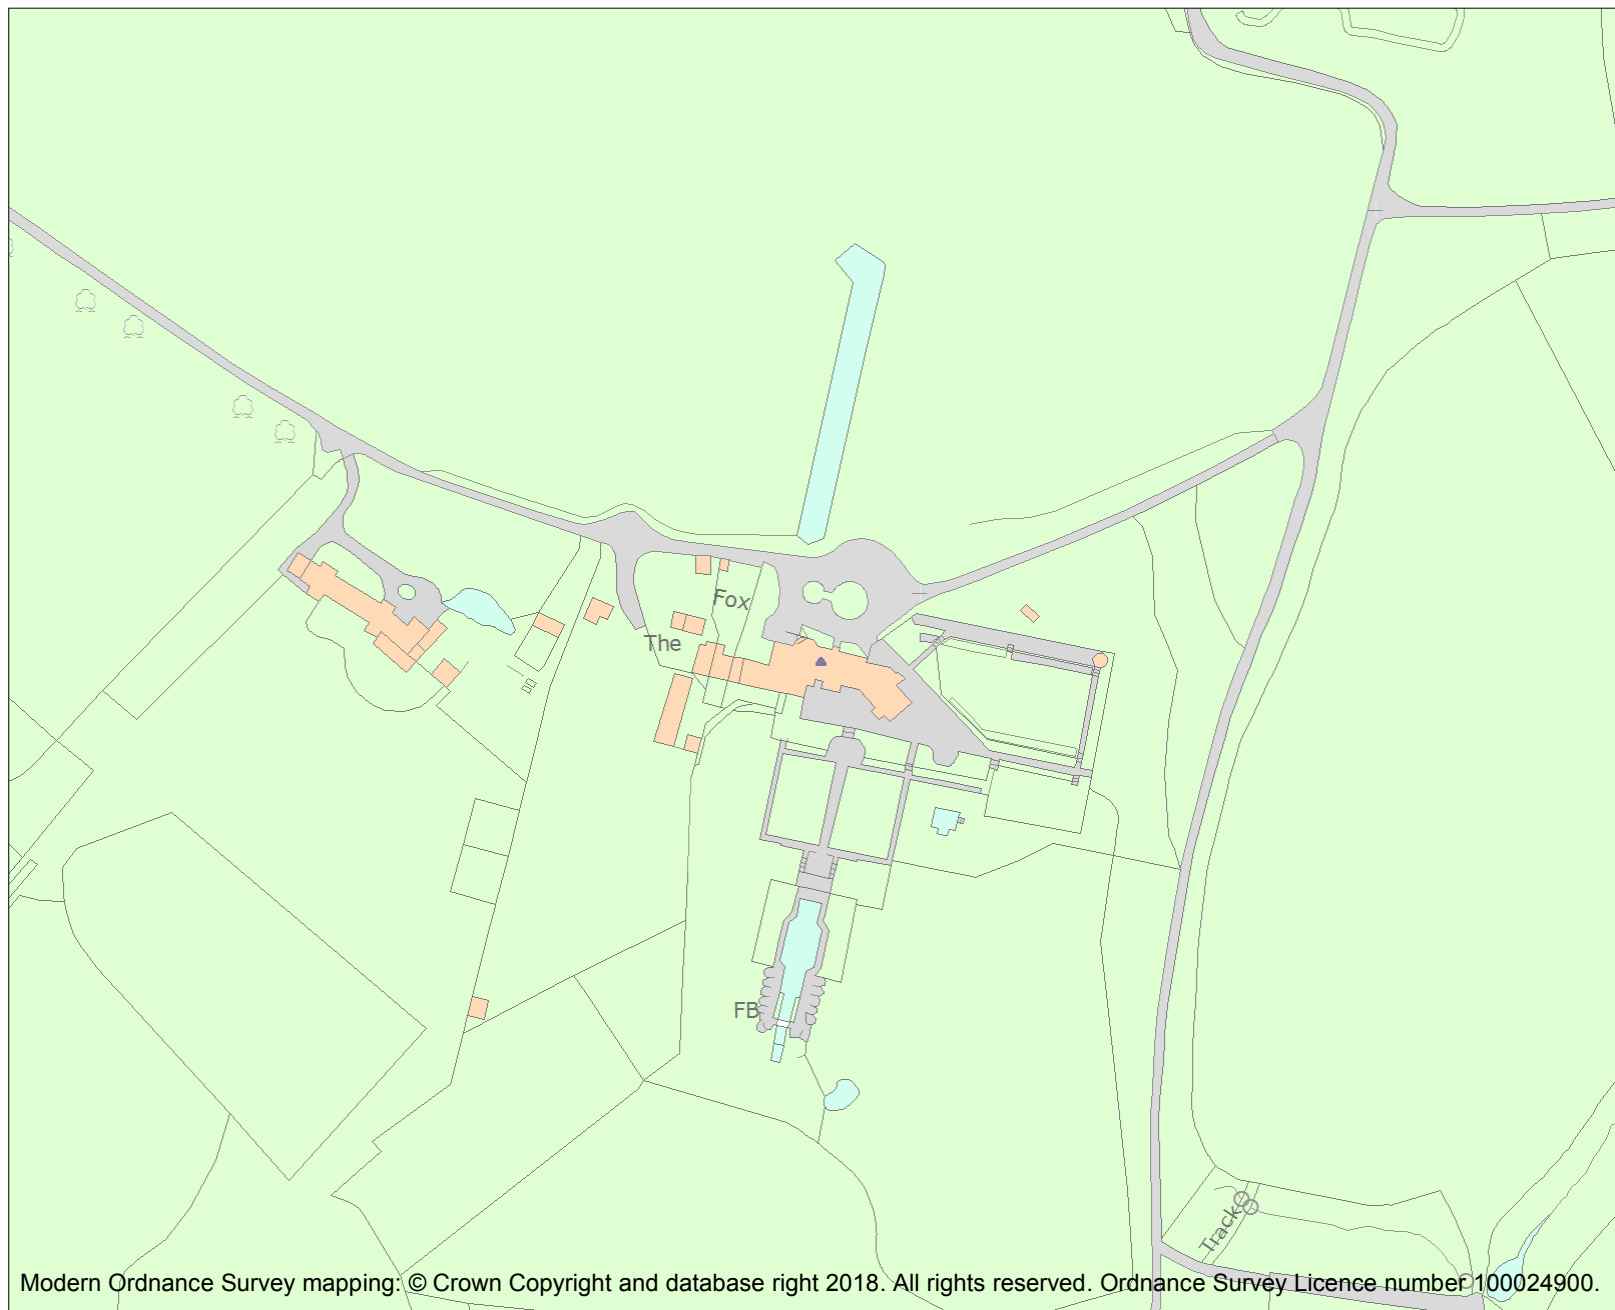 Fox
The
FB
Track
Modern Ordnance Survey mapping: © Crown Copyright and database right 2018. All rights reserved. Ordnance Survey Licence number 100024900.